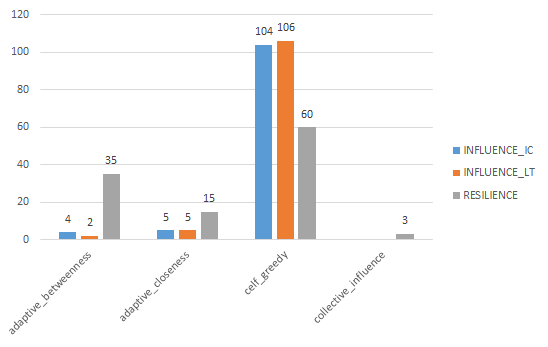 120
100
80
60
40
20
0
4
2
35
5
5
15
104
106
60
3
adaptive_betweenness
adaptive_closeness
celf_greedy
collective_influence
INFLUENCE_IC
INFLUENCE_LT
RESILIENCE